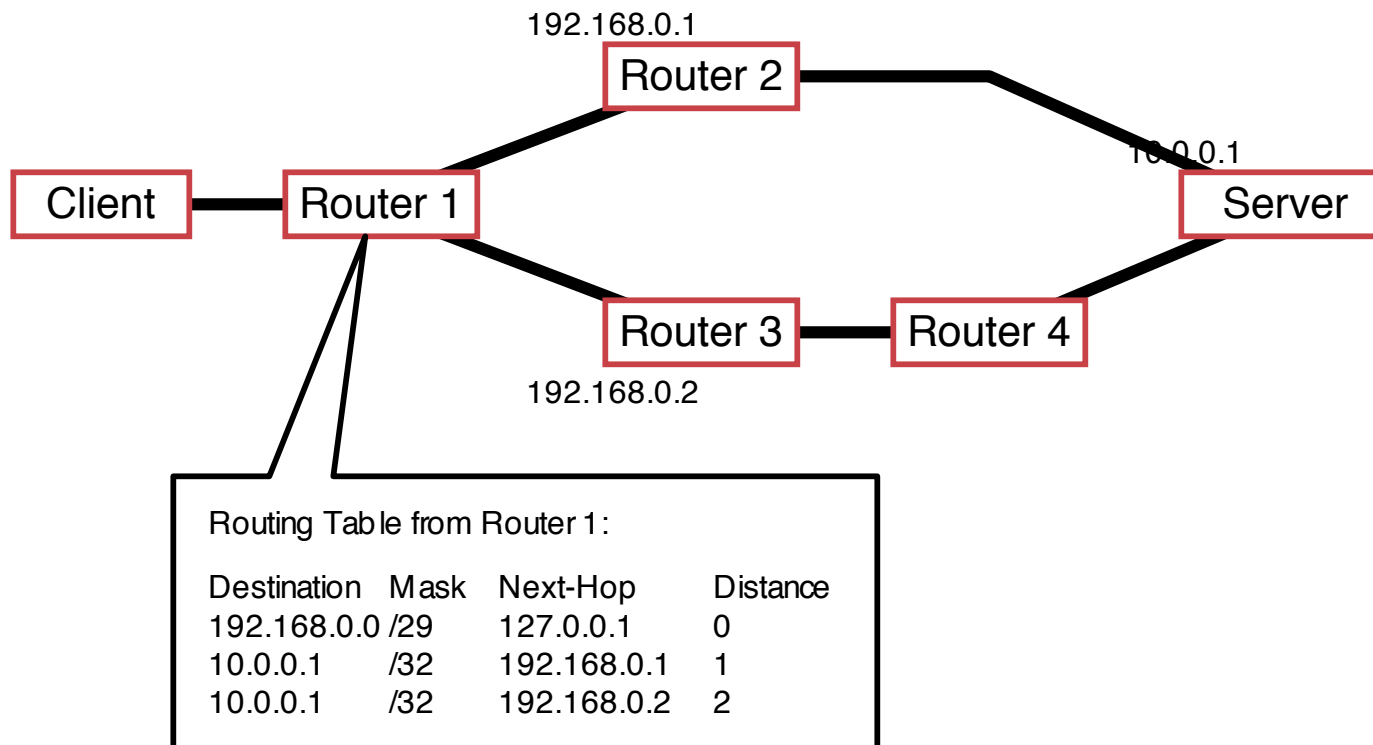 192.168.0.1
Router 2
10.0.0.1
Client
Router 1
Server
Router 3
Router 4
192.168.0.2
Routing Table from Router 1:
Destination Mask Next-Hop Distance
192.168.0.0 /29 127.0.0.1 0
10.0.0.1 /32 192.168.0.1 1
10.0.0.1 /32 192.168.0.2 2